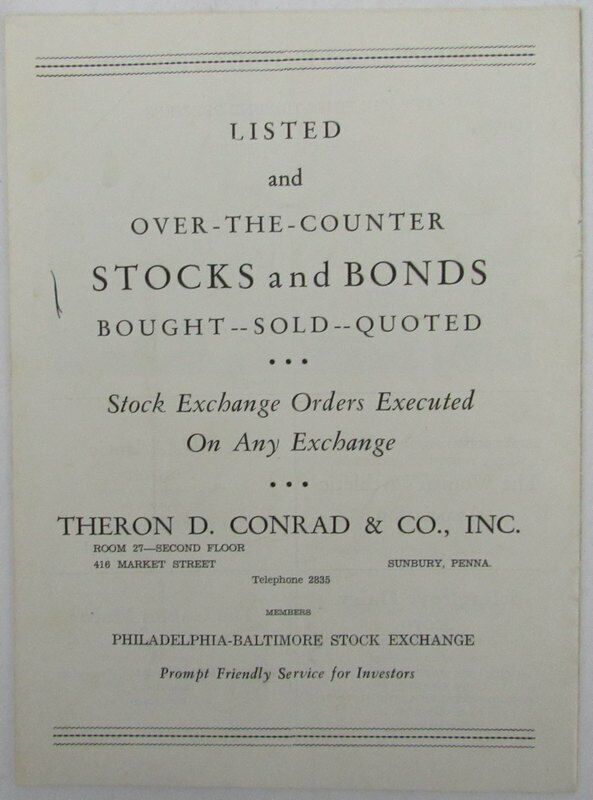 LISTED
and
OVER-THE-COUNTER
STOCKS and BONDS
BOUGHT--SOLD--QUOTED
• • •
Stock Exchange Orders Executed
On Any Exchange
• • •
THERON D. CONRAD & CO., INC.
ROOM 27—SECOND FLOOR
416 MARKET STREET SUNBURY, PENNA.
Telephone 2835
MEMBERS
PHILADELPHIA-BALTIMORE STOCK EXCHANGE
Prompt Friendly Service for Investors